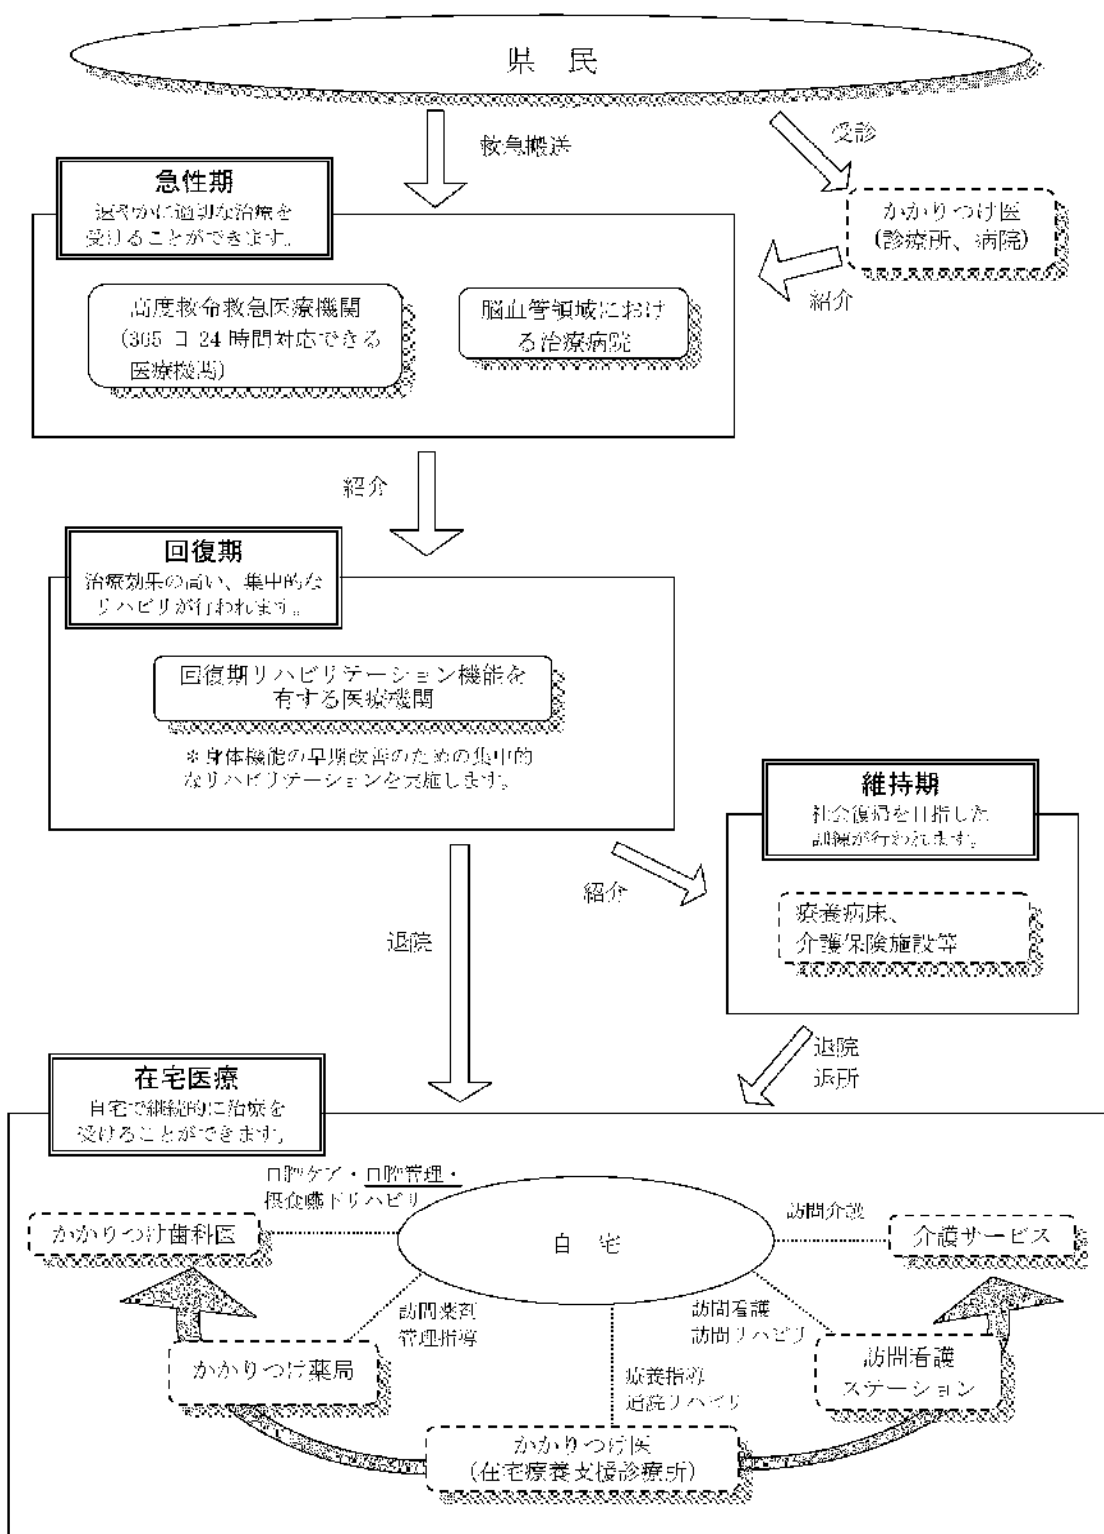 県 民
救急搬送
受診
急性期
速やかに適切な治療を
受けることができます。
かかりつけ医
(診療所、病院)
紹介
高度救命救急医療機関
(365 日 24 時間対応できる
医療機関)
脳血管領域におけ
る治療病院
紹介
回復期
治療効果の高い、集中的な
リハビリが行われます。
回復期リハビリテーション機能を
有する医療機関
＊身体機能の早期改善のための集中的
なリハビリテーションを実施します。
維持期
社会復帰を目指した
訓練が行われます。
紹介
療養病床、
介護保険施設等
退院
退院
退所
在宅医療
自宅で継続的に治療を
受けることができます。
口腔ケア・口腔管理・
摂食嚥下リハビリ
かかりつけ歯科医
自 宅
訪問介護
介護サービス
訪問薬剤
管理指導
訪問看護
訪問リハビリ
かかりつけ薬局
訪問看護
ステーション
療養指導
通院リハビリ
かかりつけ医
(在宅療養支援診療所)